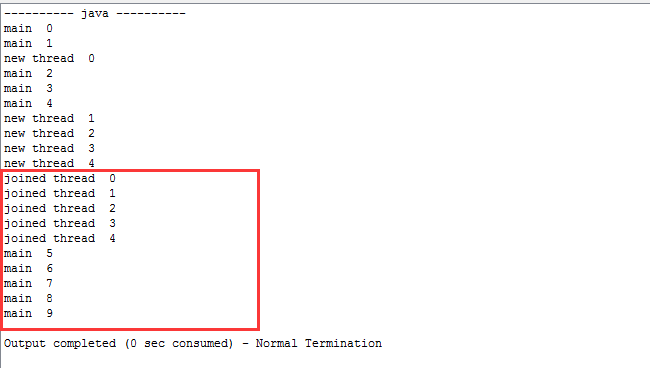 ---------- java ----------
main  0
main  1
new thread  0
main  2
main  3
main  4
new thread  1
new thread  2
new thread  3
new thread  4
joined thread  0
joined thread  1
joined thread  2
joined thread  3
joined thread  4
main  5
main  6
main  7
main  8
main  9
Output completed (0 sec consumed) - Normal Termination